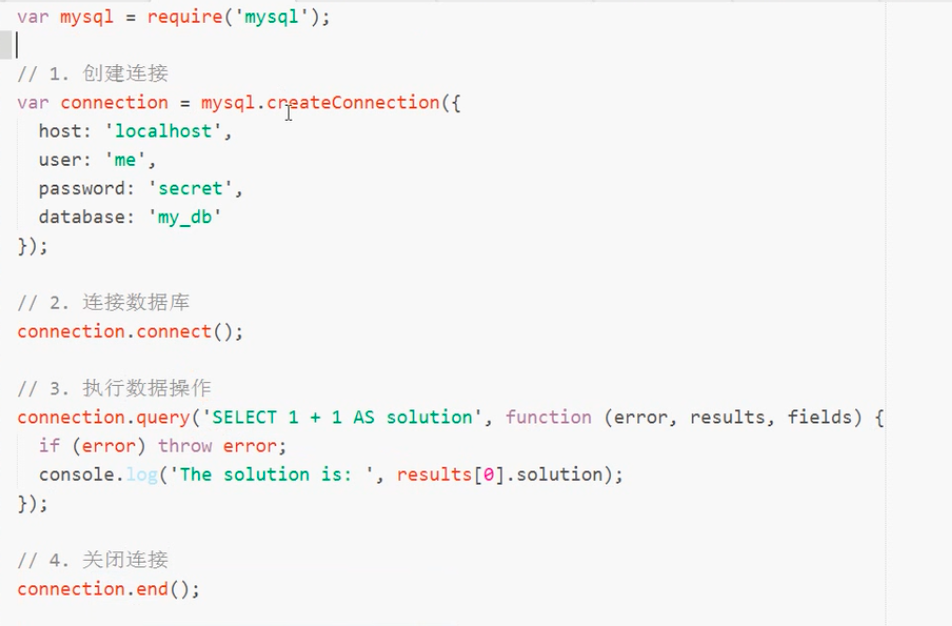 var mysql = require('mysql');
// 1. 创建连接
var connection = mysql.createConnection({
  host: 'localhost',
  user: 'me',
  password: 'secret',
  database: 'my_db'
});
// 2. 连接数据库
connection.connect();
// 3. 执行数据操作
connection.query('SELECT 1 + 1 AS solution', function (error, results, fields) {
  if (error) throw error;
  console.log('The solution is: ', results[0].solution);
});
// 4. 关闭连接
connection.end();